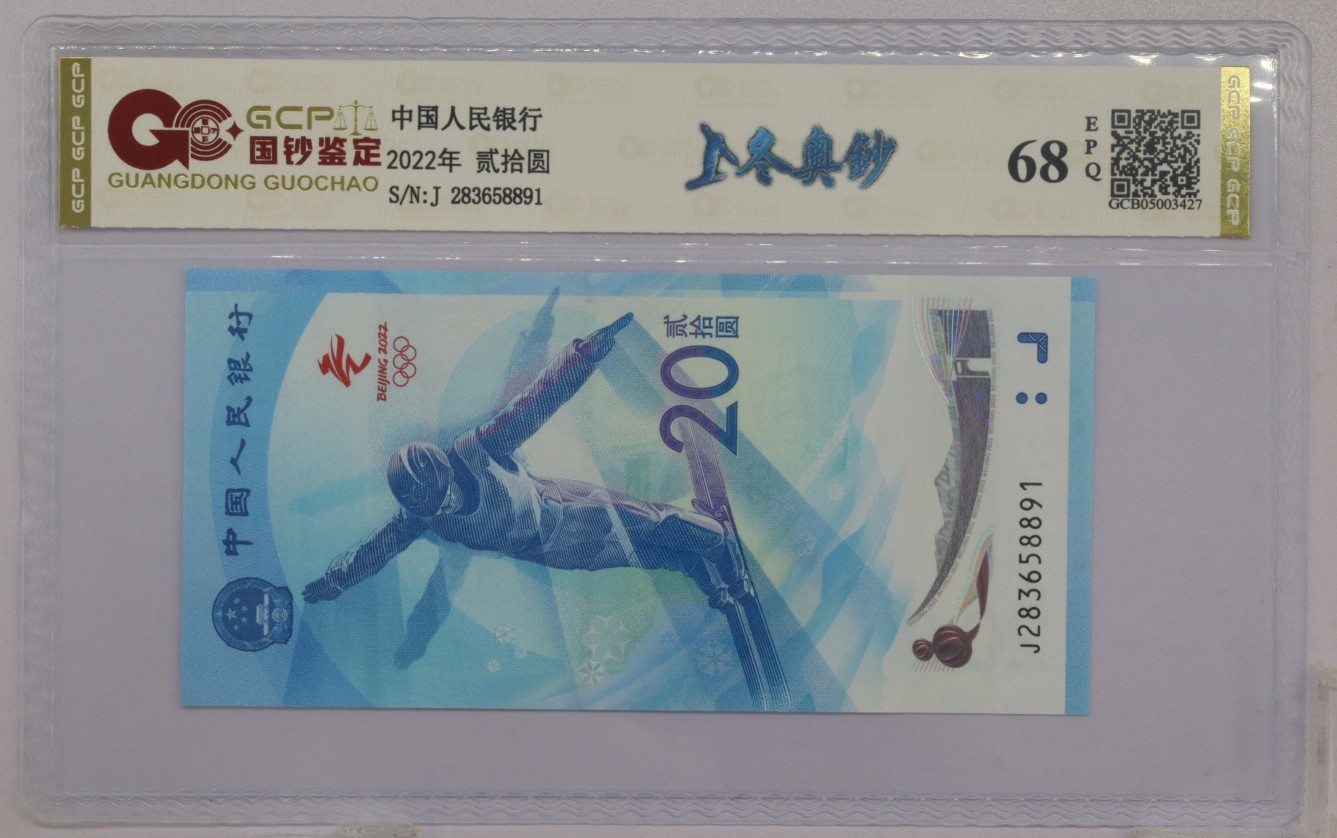 GCP GCP GCP
GCP
国钞鉴定
GUANGDONG GUOCHAO
中国人民银行
2022年 贰拾圆
S/N:J 283658891
冬奥鈔
68
EPQ
GCB05003427
GCP GCP GCP
中国人民银行
BEIJING 2022
贰拾圆
20
J283658891